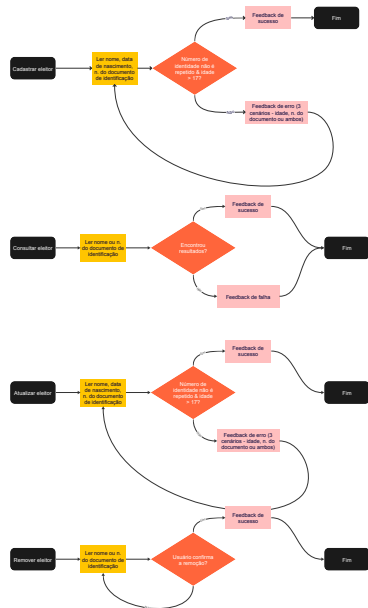 Feedback de
sucesso
Fim
Cadastrar eleitor
Ler nome, data
de nascimento,
n. do documento
de identificação
Número de
identidade não é
repetido & idade
> 17?
Feedback de erro (3
cenários - idade, n. do
documento ou ambos)
Feedback de
sucesso
Consultar eleitor
Ler nome ou n.
do documento de
identificação
Encontrou
resultados?
Fim
Feedback de falha
Feedback de
sucesso
Atualizar eleitor
Ler nome, data
de nascimento,
n. do documento
de identificação
Número de
identidade não é
repetido & idade
> 17?
Fim
Feedback de erro (3
cenários - idade, n. do
documento ou ambos)
Feedback de
sucesso
Remover eleitor
Ler nome ou n.
do documento de
identificação
Usuário confirma
a remoção?
Fim